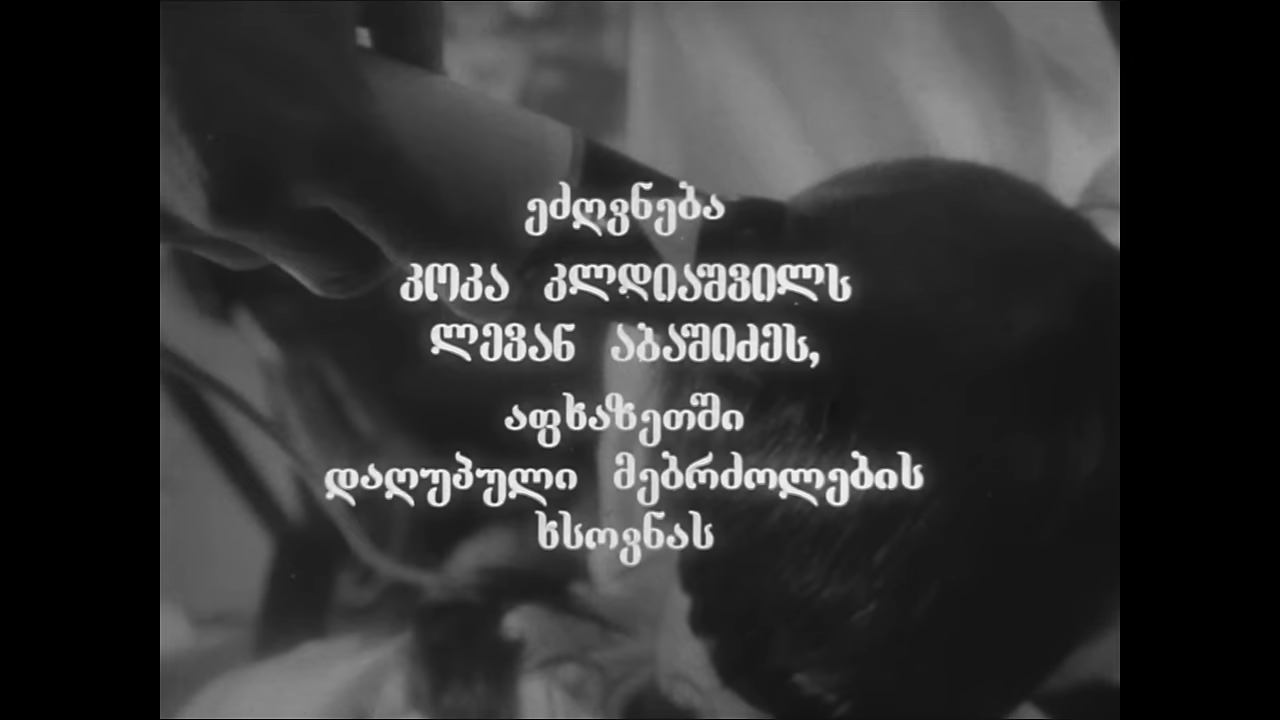 ეძღვნება
კოკა კლდიაშვილს
ლევან აბაშიძეს,
აფხაზეთში
დაღუპული მებრძოლების
ხსოვნას